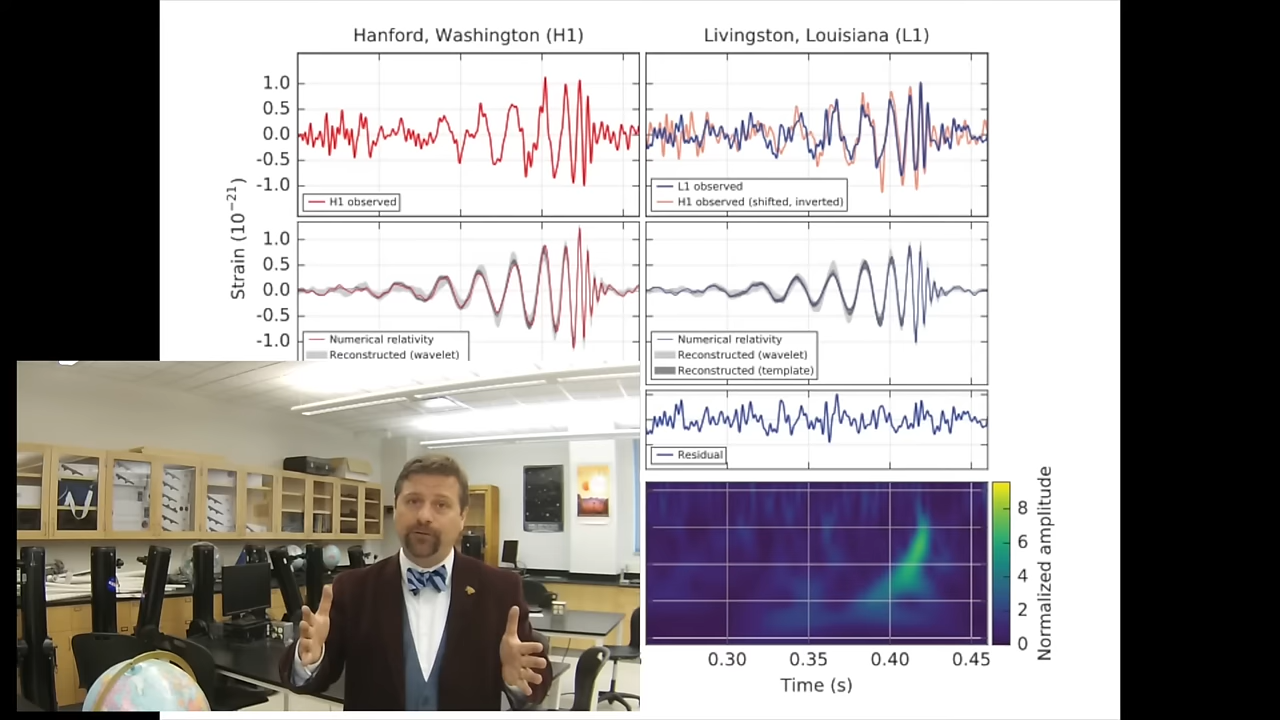 Hanford, Washington (H1)
Livingston, Louisiana (L1)
Strain (10⁻²¹)
1.0
0.5
0.0
-0.5
-1.0
H1 observed
L1 observed
H1 observed (shifted, inverted)
1.0
0.5
0.0
-0.5
-1.0
Numerical relativity
Reconstructed (wavelet)
Numerical relativity
Reconstructed (wavelet)
Reconstructed (template)
Residual
8
6
4
2
0
Normalized amplitude
0.30
0.35
0.40
0.45
Time (s)